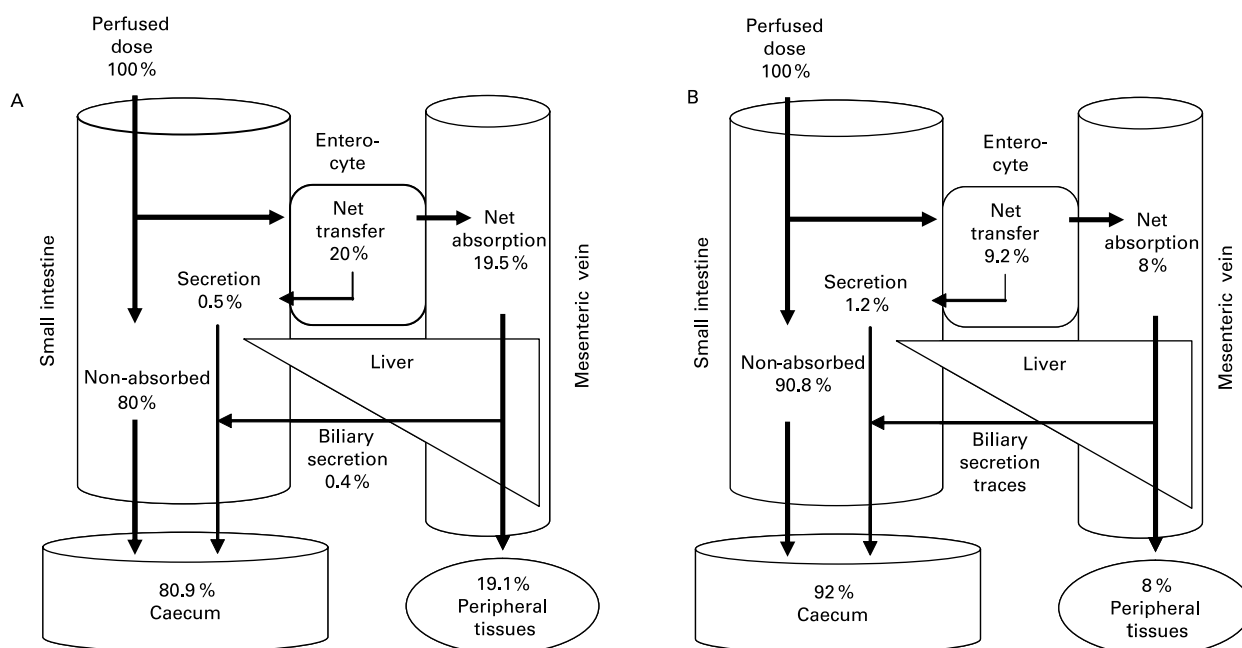 A
Perfused
dose
100 %
Small intestine
Entero-
cyte
Net
transfer
20 %
Net
absorption
19.5 %
Mesenteric vein
Secretion
0.5 %
Non-absorbed
80 %
Liver
Biliary
secretion
0.4 %
80.9 %
Caecum
19.1 %
Peripheral
tissues
B
Perfused
dose
100 %
Small intestine
Entero-
cyte
Net
transfer
9.2 %
Net
absorption
8 %
Mesenteric vein
Secretion
1.2 %
Non-absorbed
90.8 %
Liver
Biliary
secretion
traces
92 %
Caecum
8 %
Peripheral
tissues